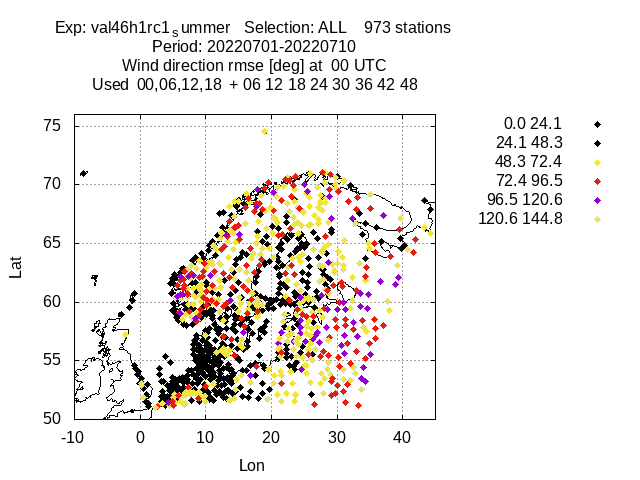 Exp: val46h1rc1_summer Selection: ALL 973 stations
Period: 20220701-20220710
Wind direction rmse [deg] at 00 UTC
Used 00,06,12,18 + 06 12 18 24 30 36 42 48
0.0 24.1
24.1 48.3
48.3 72.4
72.4 96.5
96.5 120.6
120.6 144.8
75
70
65
60
55
50
Lat
-10 0 10 20 30 40
Lon